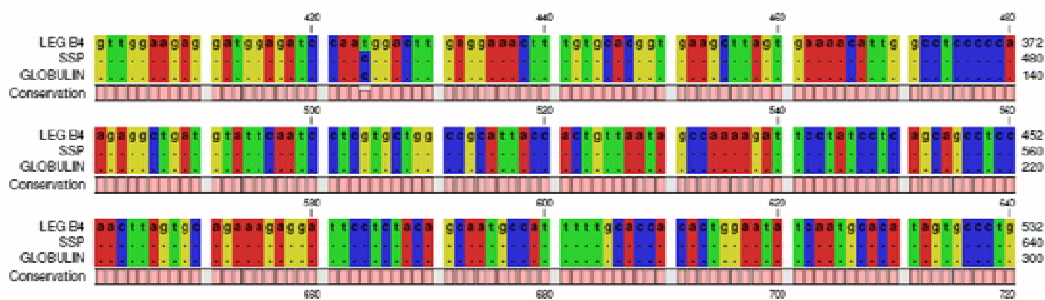 420 440 460 480
LEG B4 gttggaagag gatggagatc caatggactt gaggaaactt tgtgcacggt gaagcttagt gaaaacattg gcctccccca 372
SSP c 480
GLOBULIN c 140
Conservation
500 520 540 560
LEG B4 agaggctgat gtattcaatc ctcgtgctgg ccgcattacc actgttaata gccaaaagat tcctatcctc agcagcctcc 452
SSP 560
GLOBULIN 220
Conservation
580 600 620 640
LEG B4 aacttagtgc agaaagagga ttcctctaca gcaatgccat ttttgcacca cactggaata tcaatgcaca tagtgccctg 532
SSP 640
GLOBULIN 300
Conservation
660 680 700 720